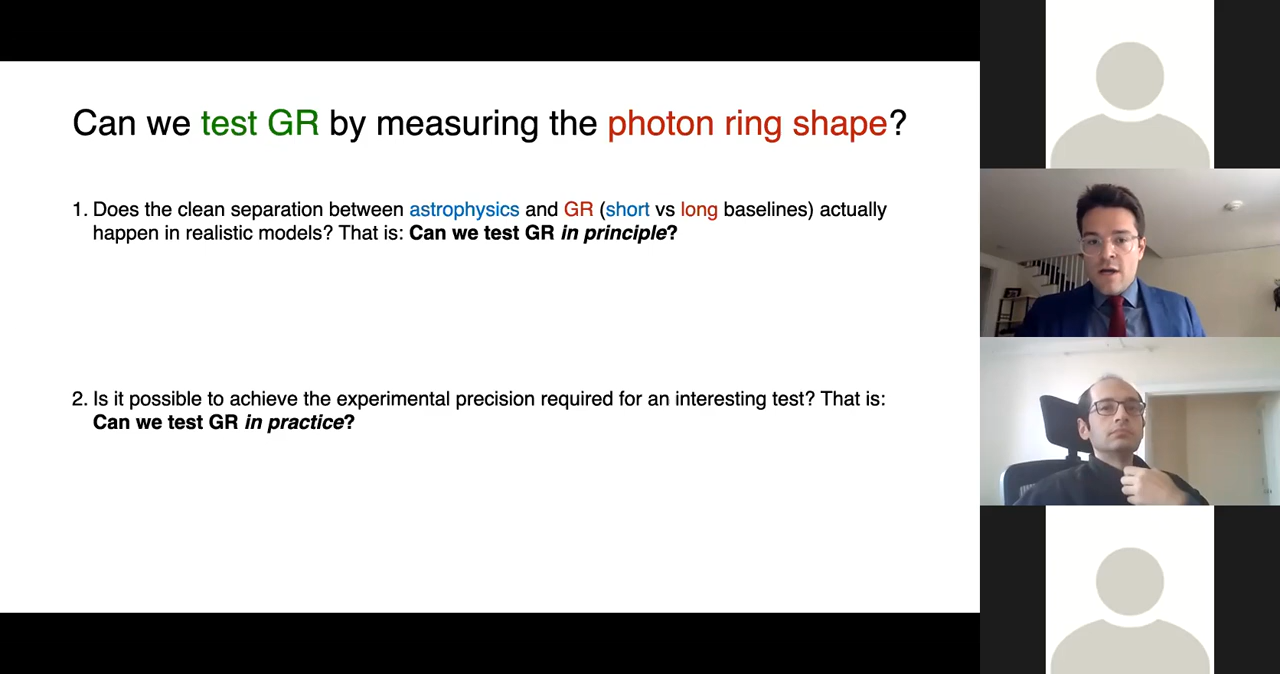 Can we test GR by measuring the photon ring shape?
1. Does the clean separation between astrophysics and GR (short vs long baselines) actually
happen in realistic models? That is: Can we test GR in principle?
2. Is it possible to achieve the experimental precision required for an interesting test? That is:
Can we test GR in practice?